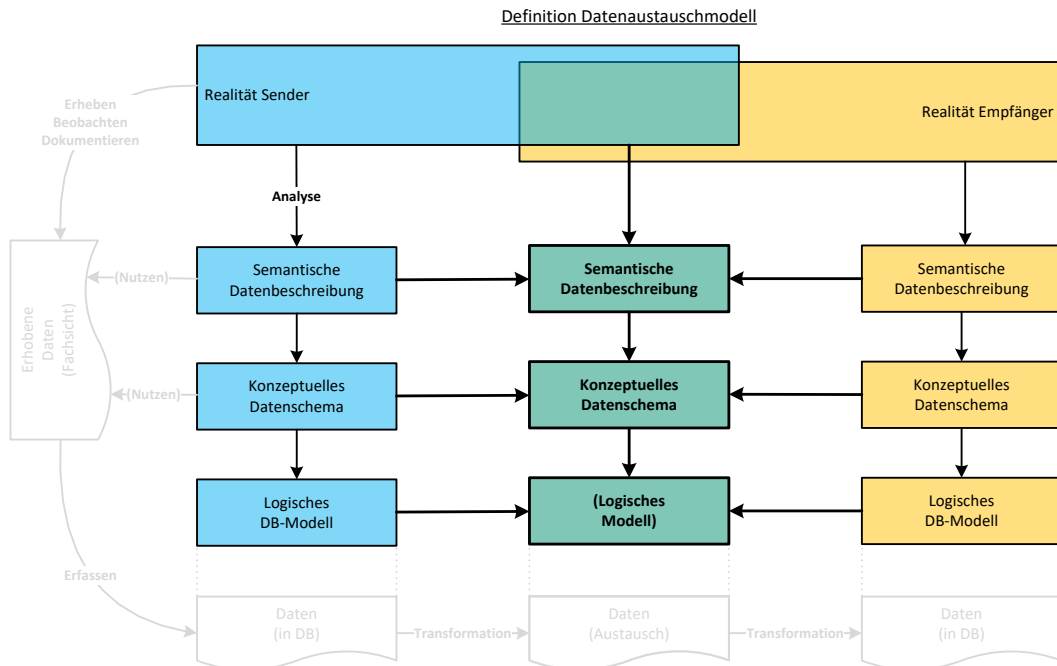 Definition Datenaustauschmodell
Realität Sender
Realität Empfänger
Erheben
Beobachten
Dokumentieren
Analyse
Erhobene
Daten
(Fachsicht)
(Nutzen)
Semantische
Datenbeschreibung
Semantische
Datenbeschreibung
Semantische
Datenbeschreibung
(Nutzen)
Konzeptuelles
Datenschema
Konzeptuelles
Datenschema
Konzeptuelles
Datenschema
Logisches
DB-Modell
(Logisches
Modell)
Logisches
DB-Modell
Erfassen
Daten
(in DB)
Transformation
Daten
(Austausch)
Transformation
Daten
(in DB)